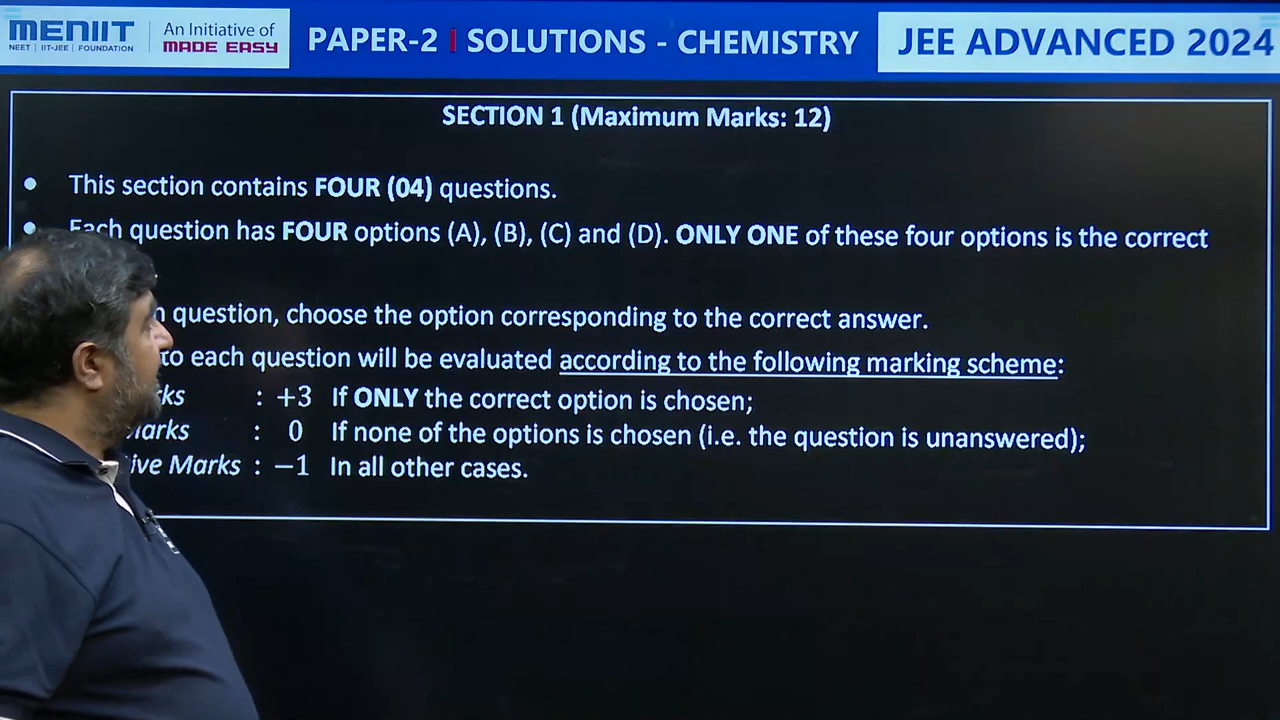 MENIIT
NEET | IIT-JEE | FOUNDATION
An Initiative of
MADE EASY
PAPER-2 | SOLUTIONS - CHEMISTRY
JEE ADVANCED 2024
SECTION 1 (Maximum Marks: 12)
• This section contains FOUR (04) questions.
• Each question has FOUR options (A), (B), (C) and (D). ONLY ONE of these four options is the correct
question, choose the option corresponding to the correct answer.
to each question will be evaluated according to the following marking scheme:
: +3 If ONLY the correct option is chosen;
Marks : 0 If none of the options is chosen (i.e. the question is unanswered);
Marks : −1 In all other cases.